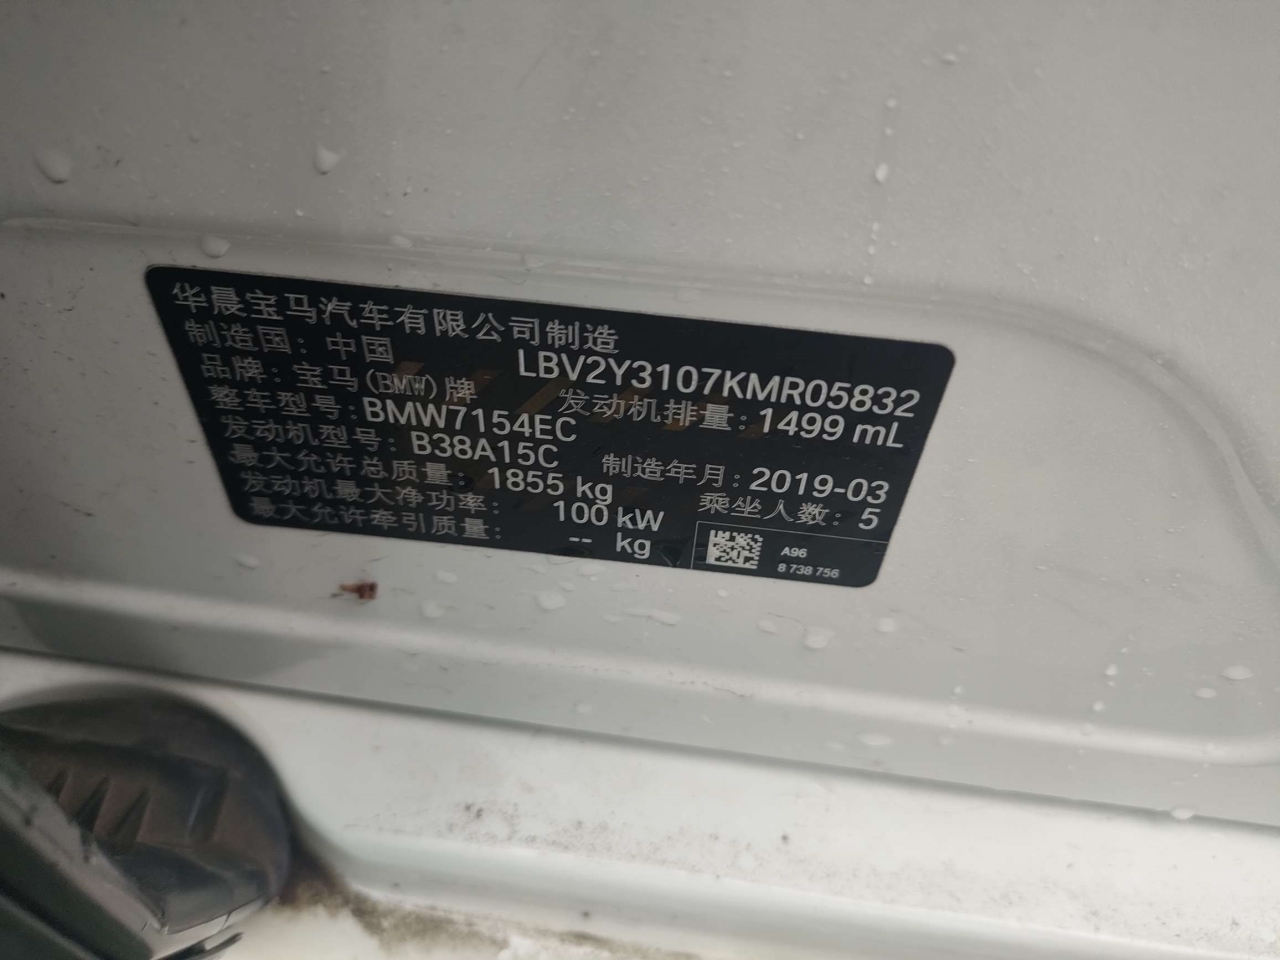 华晨宝马汽车有限公司制造
制造国：中国 LBV2Y3107KMR05832
品牌：宝马(BMW)牌 发动机排量：1499 mL
整车型号：BMW7154EC
发动机型号：B38A15C 制造年月：2019-03
最大允许总质量：1855 kg 乘坐人数：5
发动机最大净功率：100 kW
最大允许牵引质量：-- kg
A96
8 738 756